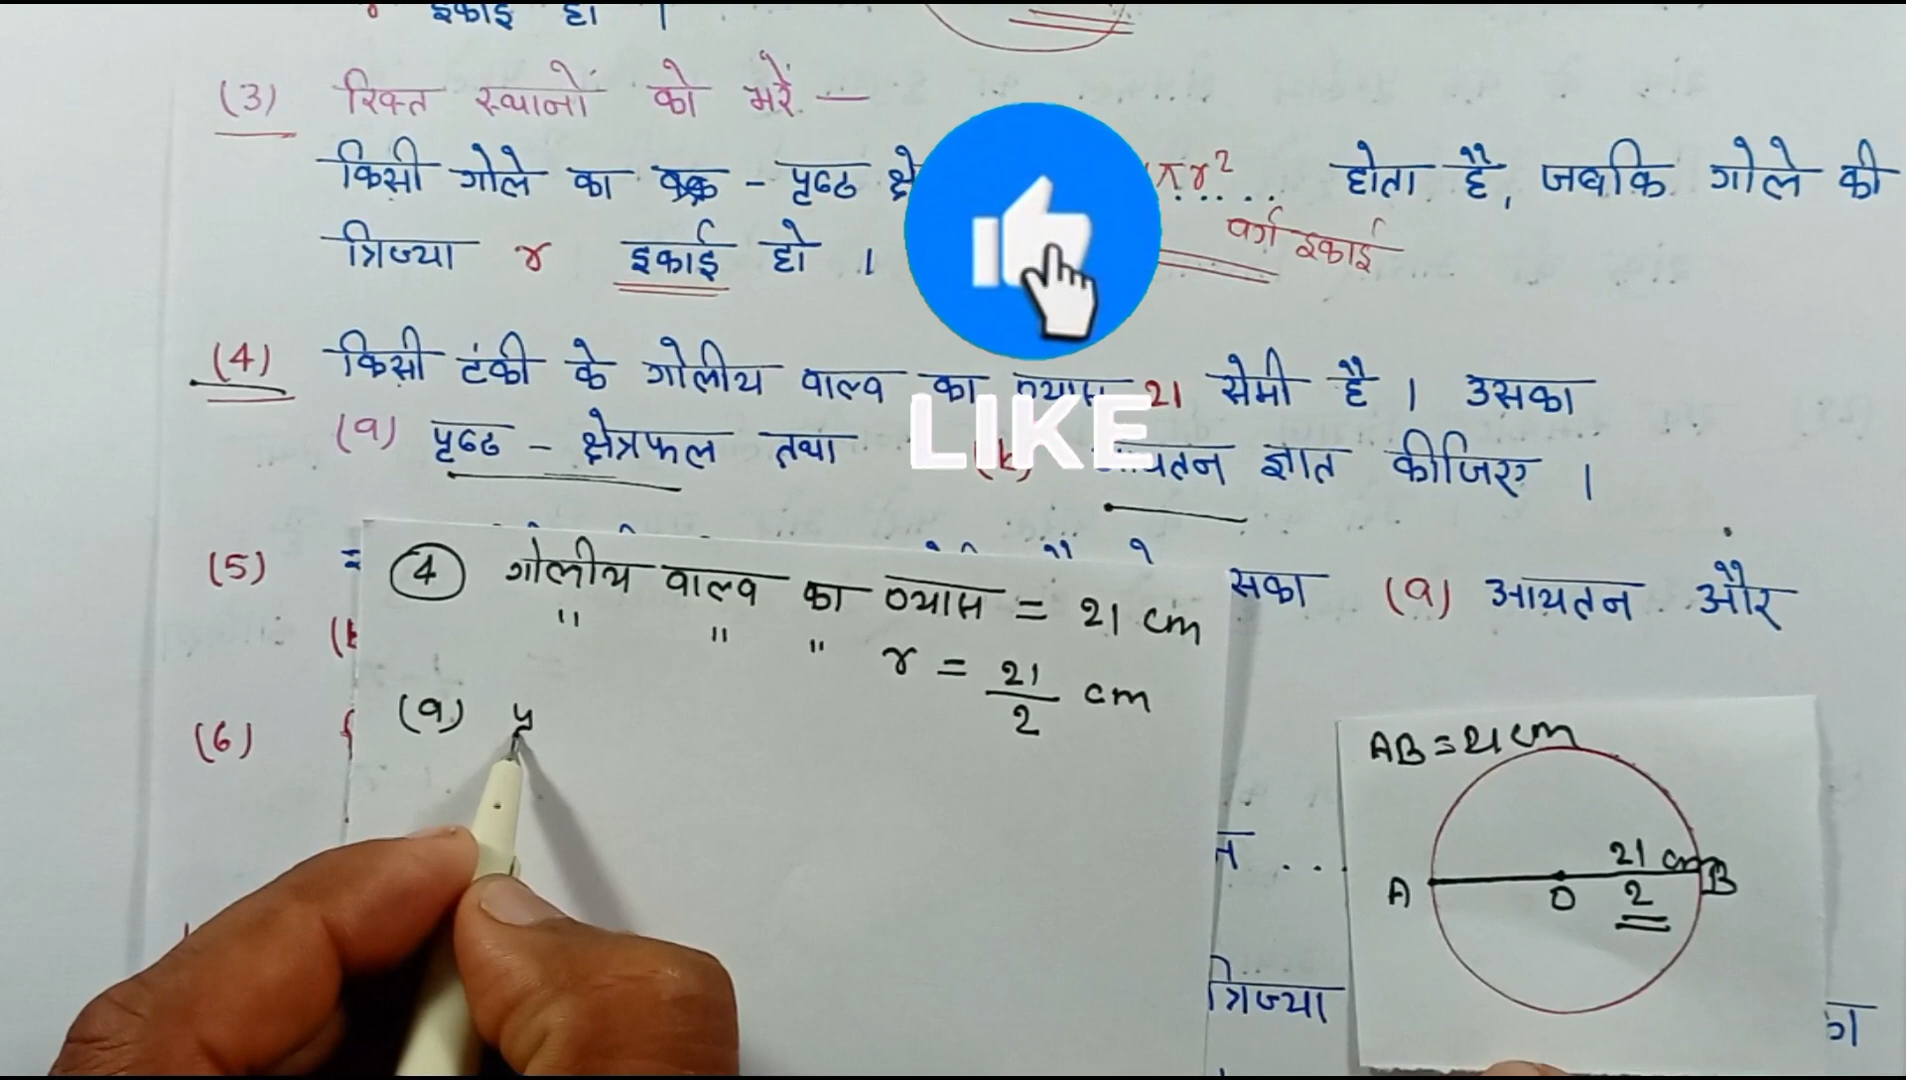 इकाई हो ।
(3) रिक्त स्थानों को भरें —
किसी गोले का वक्र - पृष्ठ क्षे πr² ..... होता है, जबकि गोले की
त्रिज्या r इकाई हो । वर्ग इकाई
(4) किसी टंकी के गोलीय वाल्व का व्यास 21 सेमी है । उसका
(a) पृष्ठ - क्षेत्रफल तथा (b) आयतन ज्ञात कीजिए ।
LIKE
(5) सका (a) आयतन और
(6)
④ गोलीय वाल्व का व्यास = 21 cm
" " " r = 21/2 cm
(a) पृ
AB = 21 cm
21 cm
A O 2 B
न ...
त्रिज्या